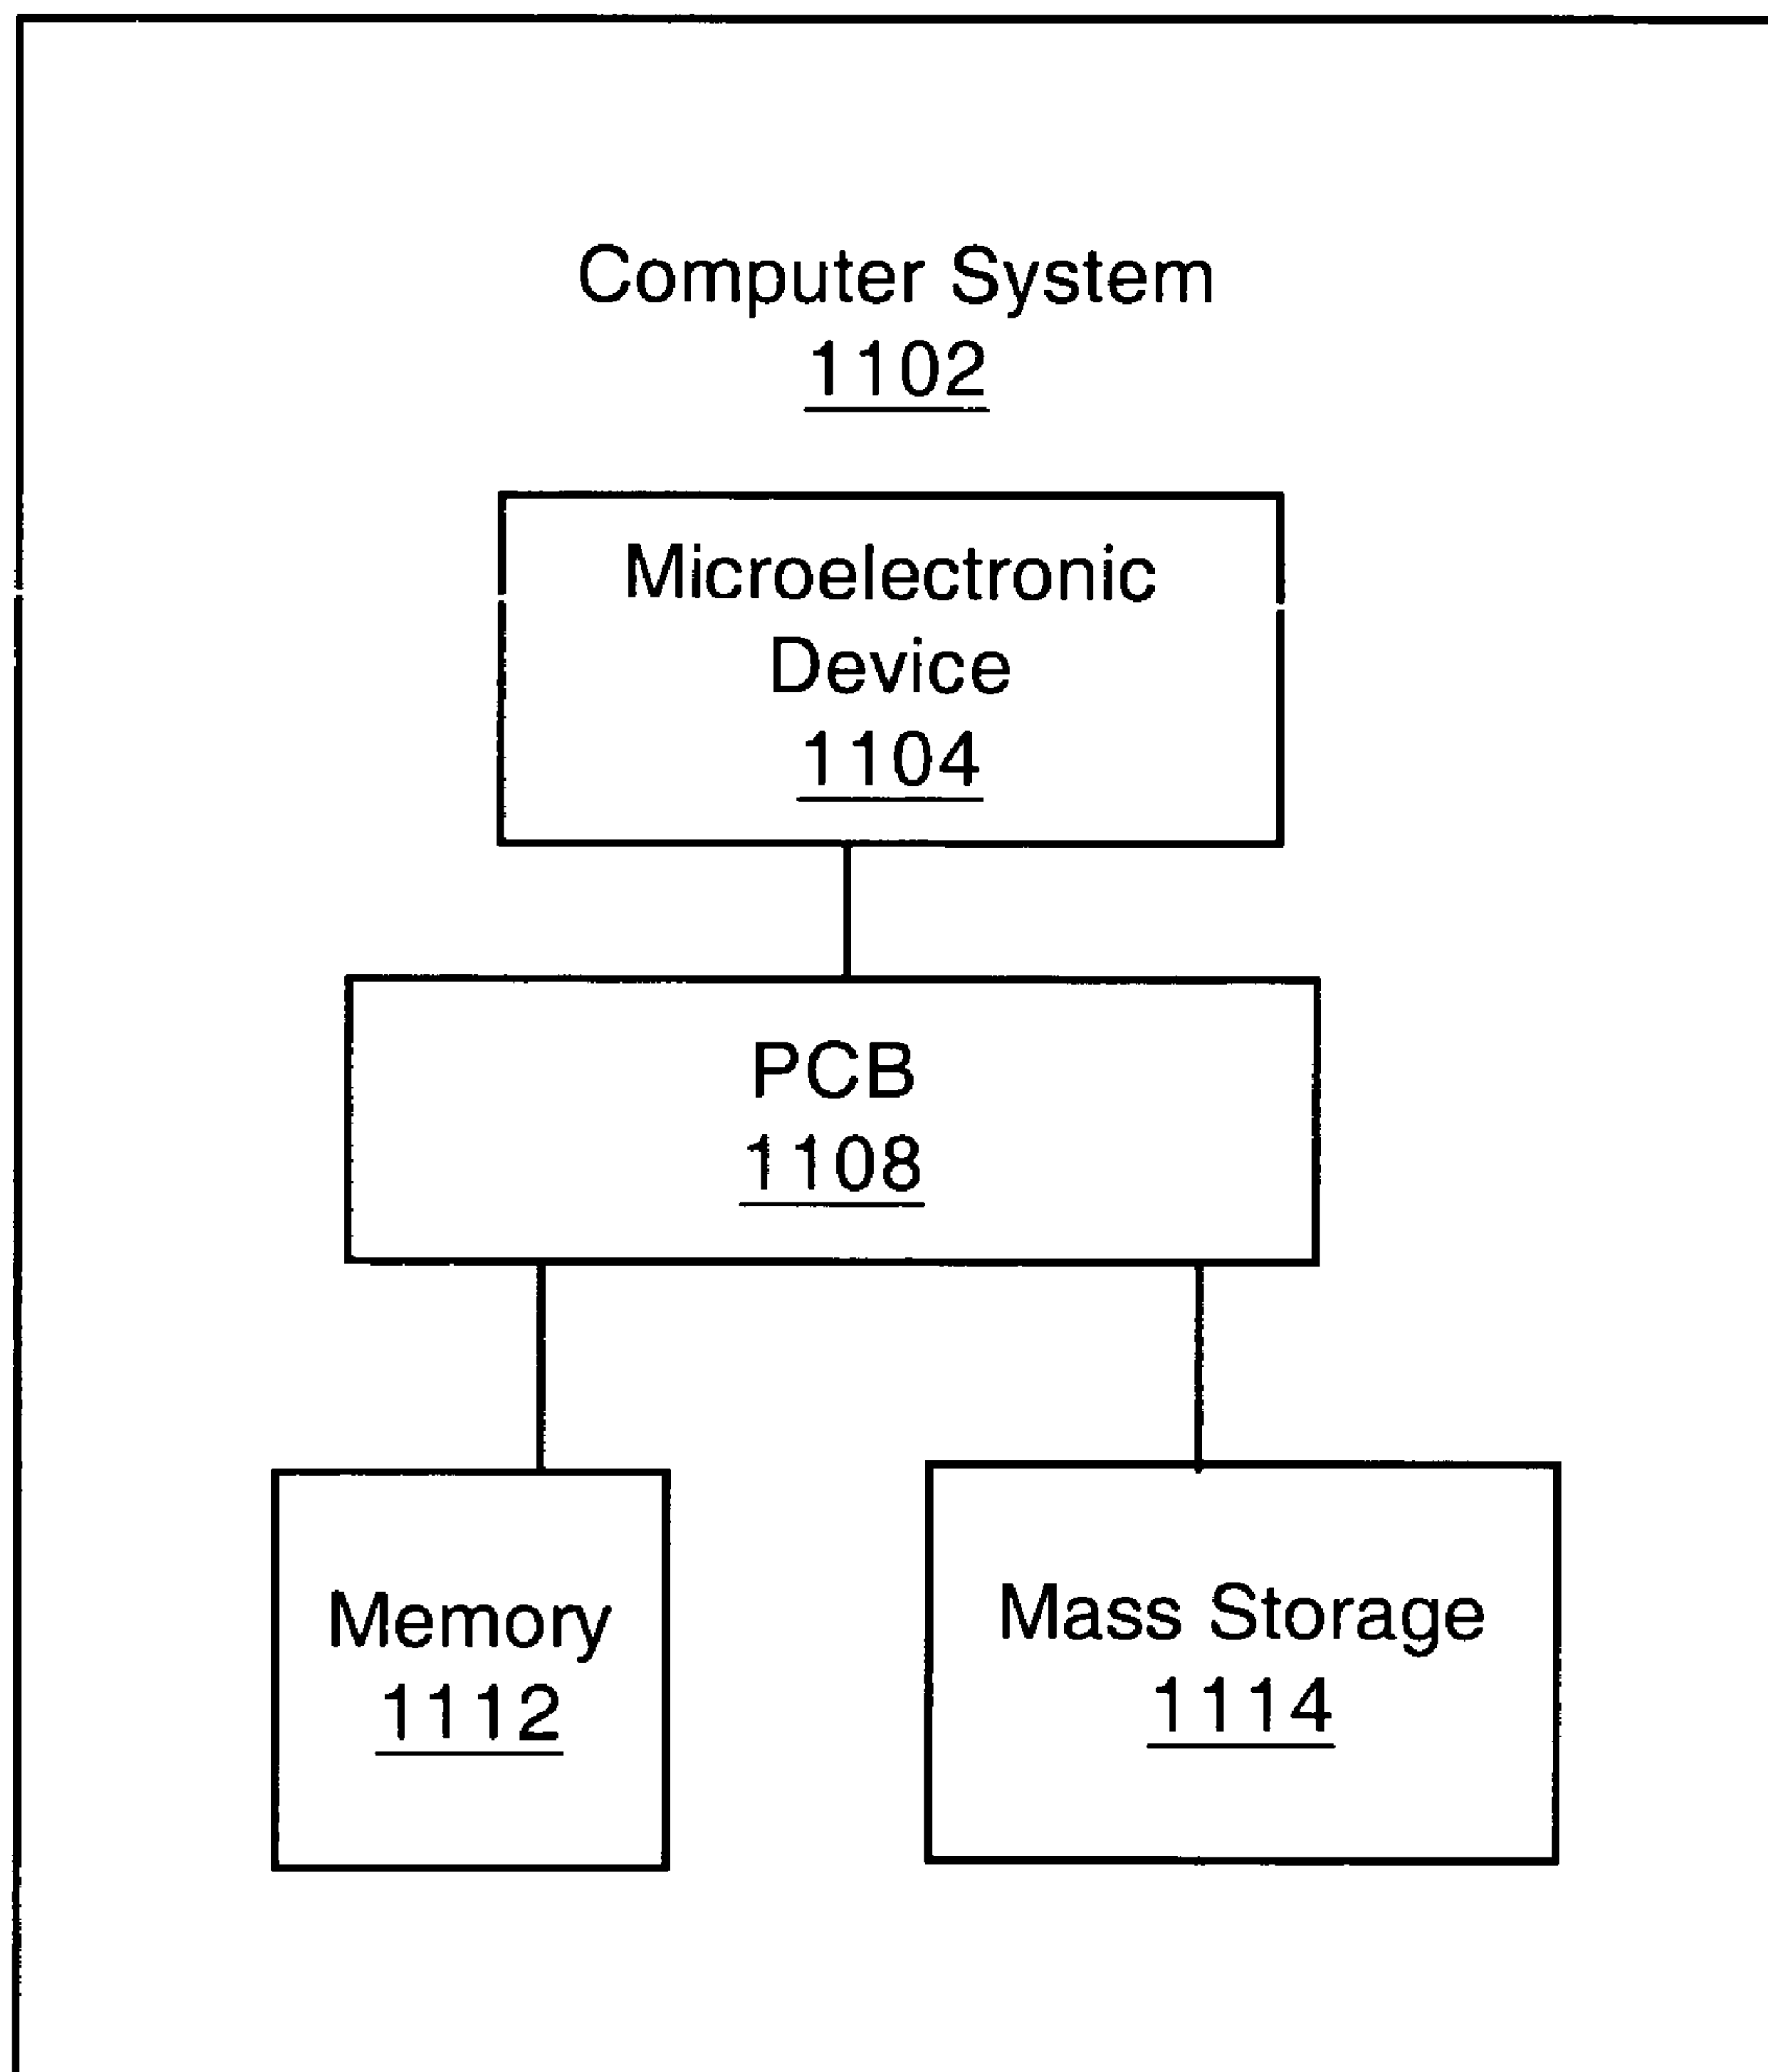 Computer System
1102
Microelectronic
Device
1104
PCB
1108
Memory
1112
Mass Storage
1114